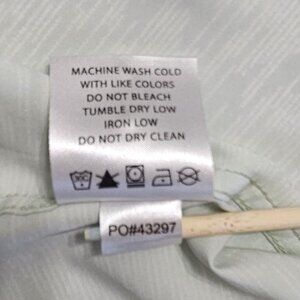 MACHINE WASH COLD
WITH LIKE COLORS
DO NOT BLEACH
TUMBLE DRY LOW
IRON LOW
DO NOT DRY CLEAN
PO#43297